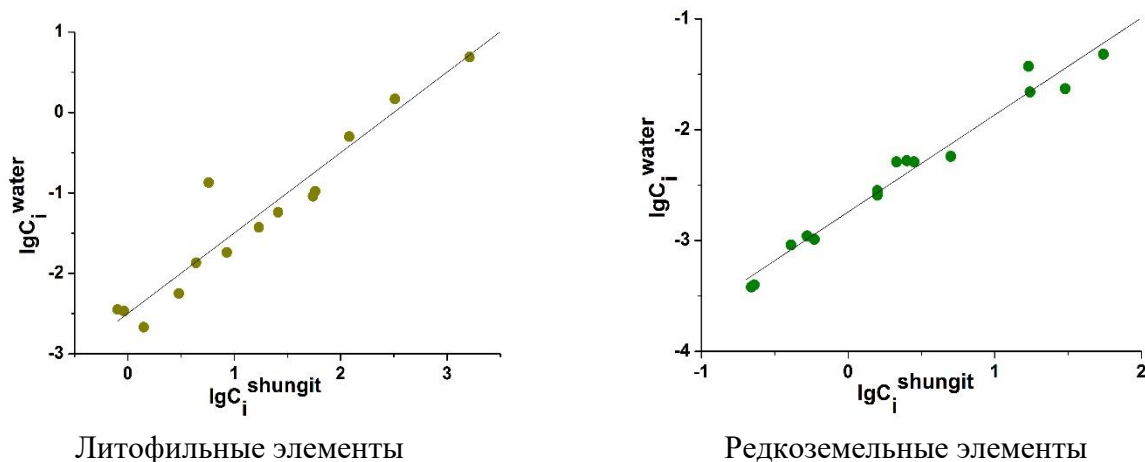 1
0
-1
-2
-3
0 1 2 3
lgC_i^water
lgC_i^shungit
Литофильные элементы
-1
-2
-3
-4
-1 0 1 2
lgC_i^water
lgC_i^shungit
Редкоземельные элементы